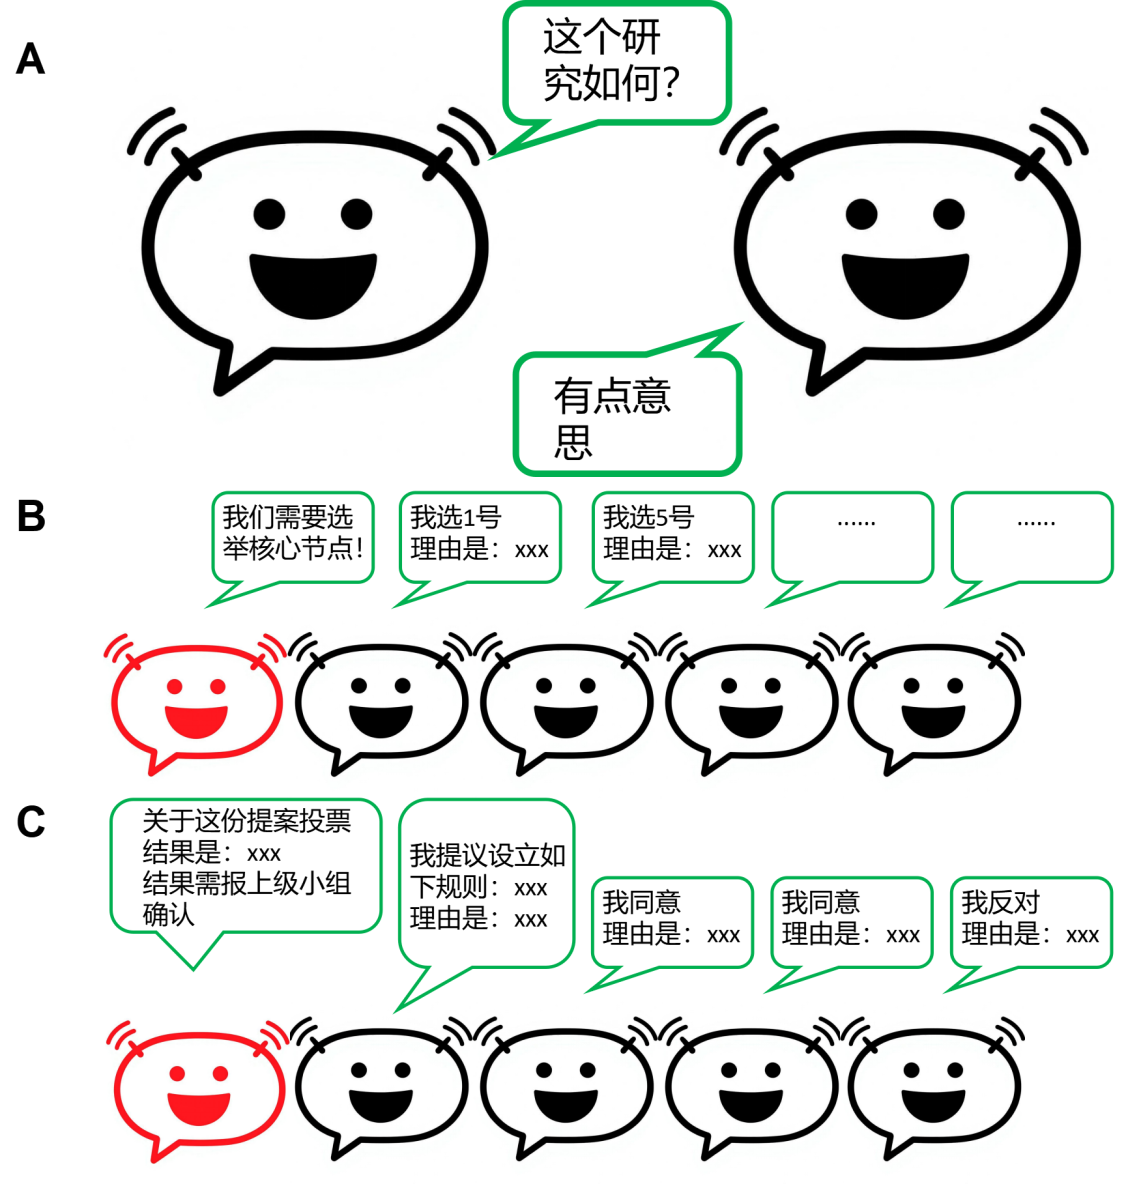 A
这个研
究如何？
有点意
思
B
我们需要选
举核心节点！
我选1号
理由是：xxx
我选5号
理由是：xxx
……
……
C
关于这份提案投票
结果是：xxx
结果需报上级小组
确认
我提议设立如
下规则：xxx
理由是：xxx
我同意
理由是：xxx
我同意
理由是：xxx
我反对
理由是：xxx